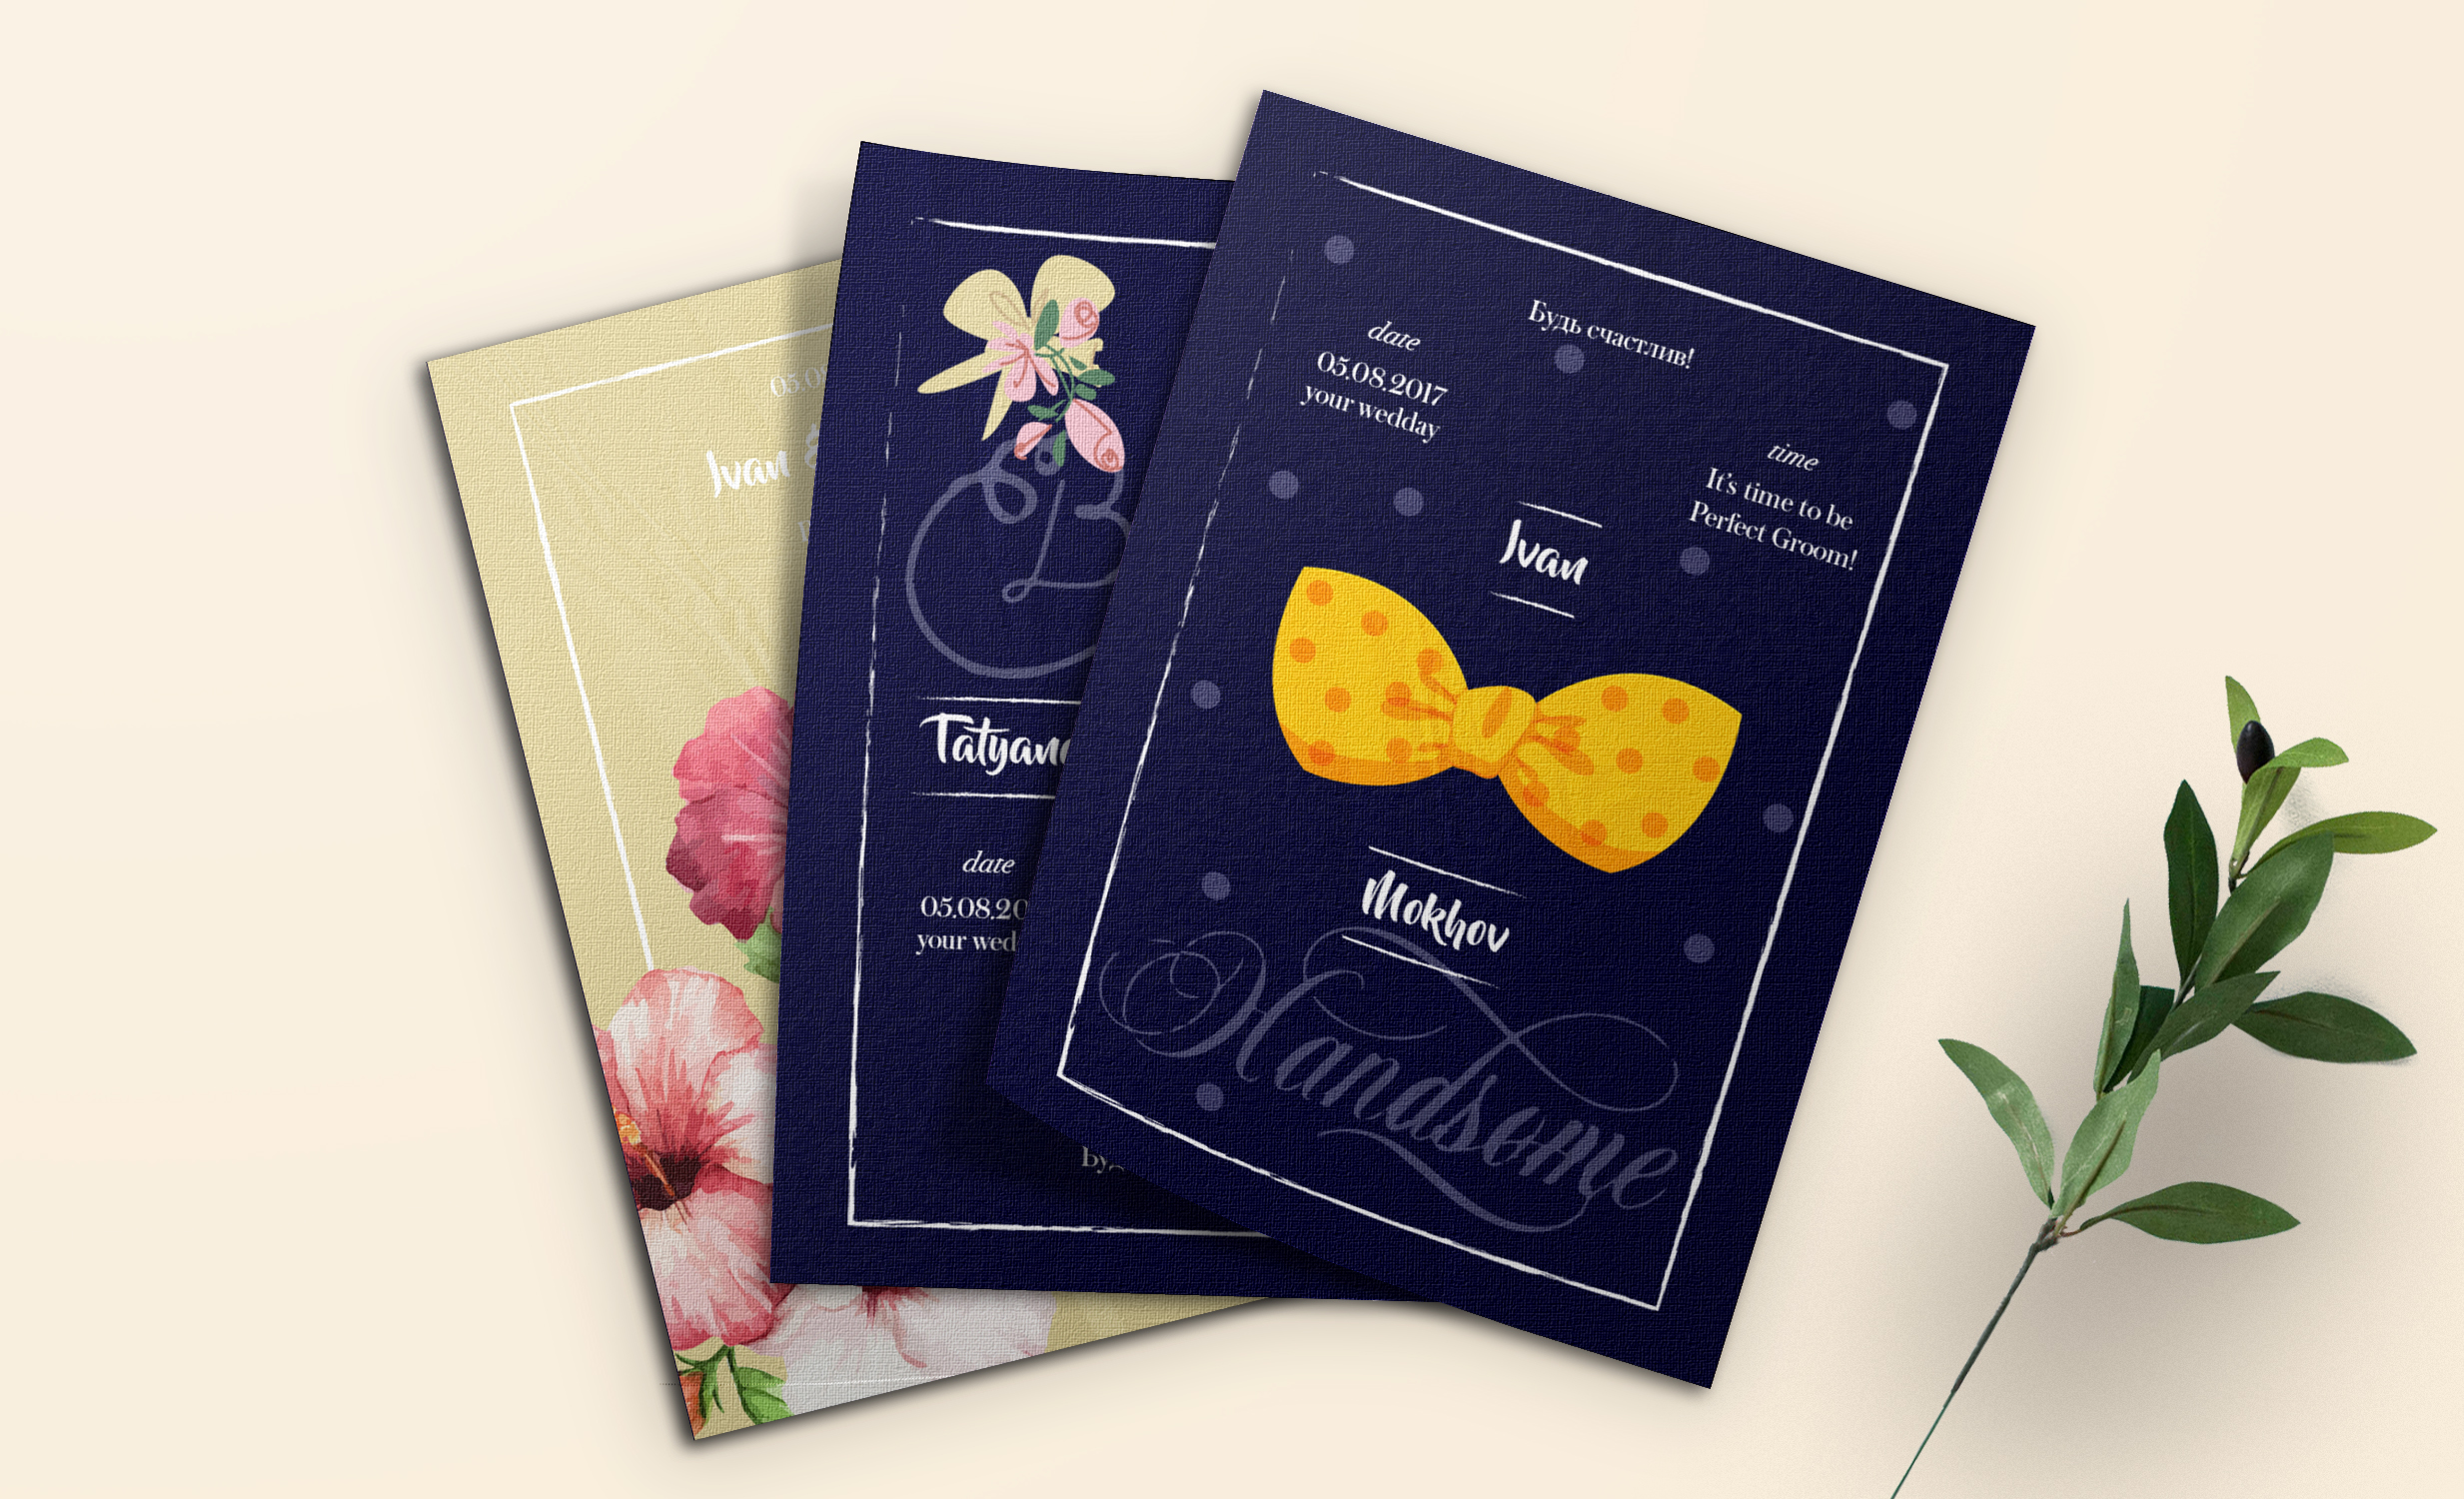 Ivan &
Tatyana
date
05.08.20
your wed
Будь счастлив!
date
05.08.2017
your wedday
time
It's time to be
Perfect Groom!
Ivan
Mokhov
Handsome